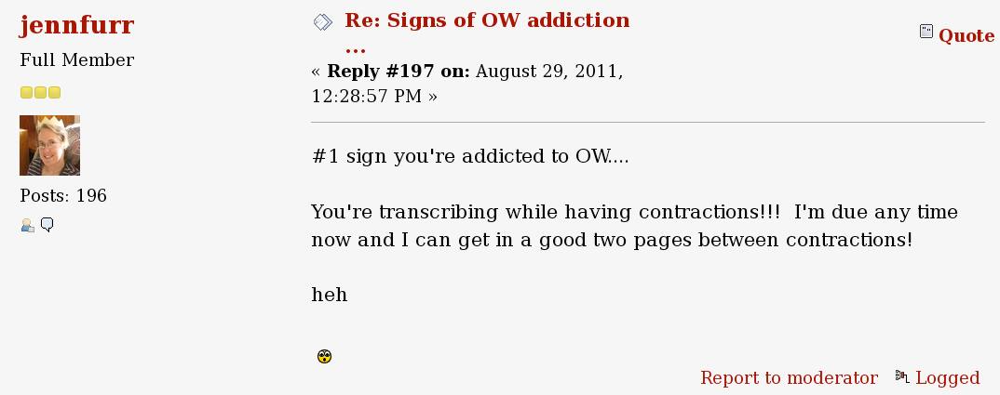 jennfurr
Full Member
Posts: 196
Re: Signs of OW addiction
...
« Reply #197 on: August 29, 2011,
12:28:57 PM »
Quote
#1 sign you're addicted to OW....
You're transcribing while having contractions!!!  I'm due any time
now and I can get in a good two pages between contractions!
heh
Report to moderator
Logged